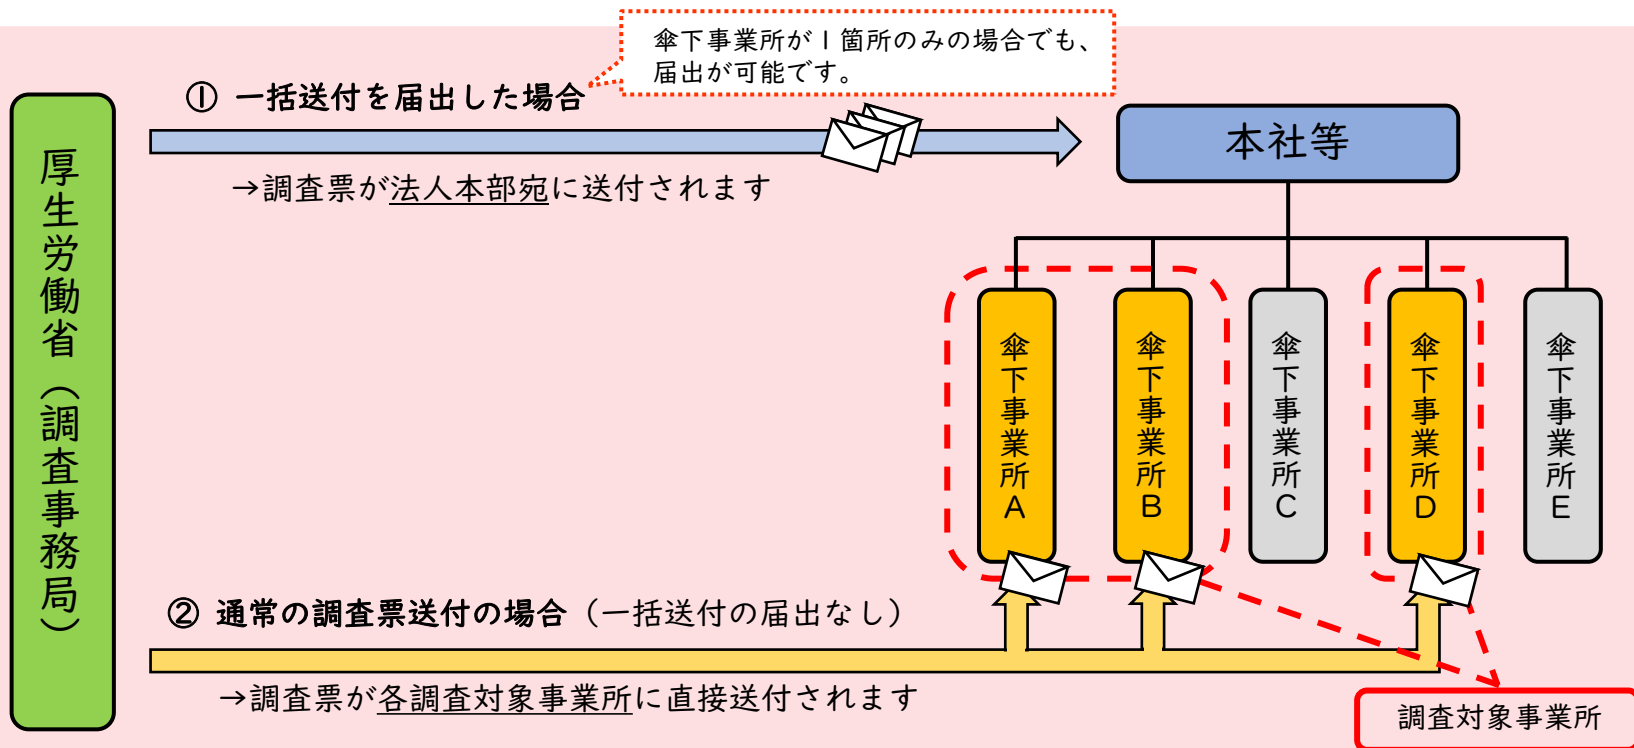 傘下事業所が1箇所のみの場合でも、
届出が可能です。
① 一括送付を届出した場合
→調査票が法人本部宛に送付されます
本社等
厚生労働省（調査事務局）
傘下事業所A
傘下事業所B
傘下事業所C
傘下事業所D
傘下事業所E
② 通常の調査票送付の場合（一括送付の届出なし）
→調査票が各調査対象事業所に直接送付されます
調査対象事業所